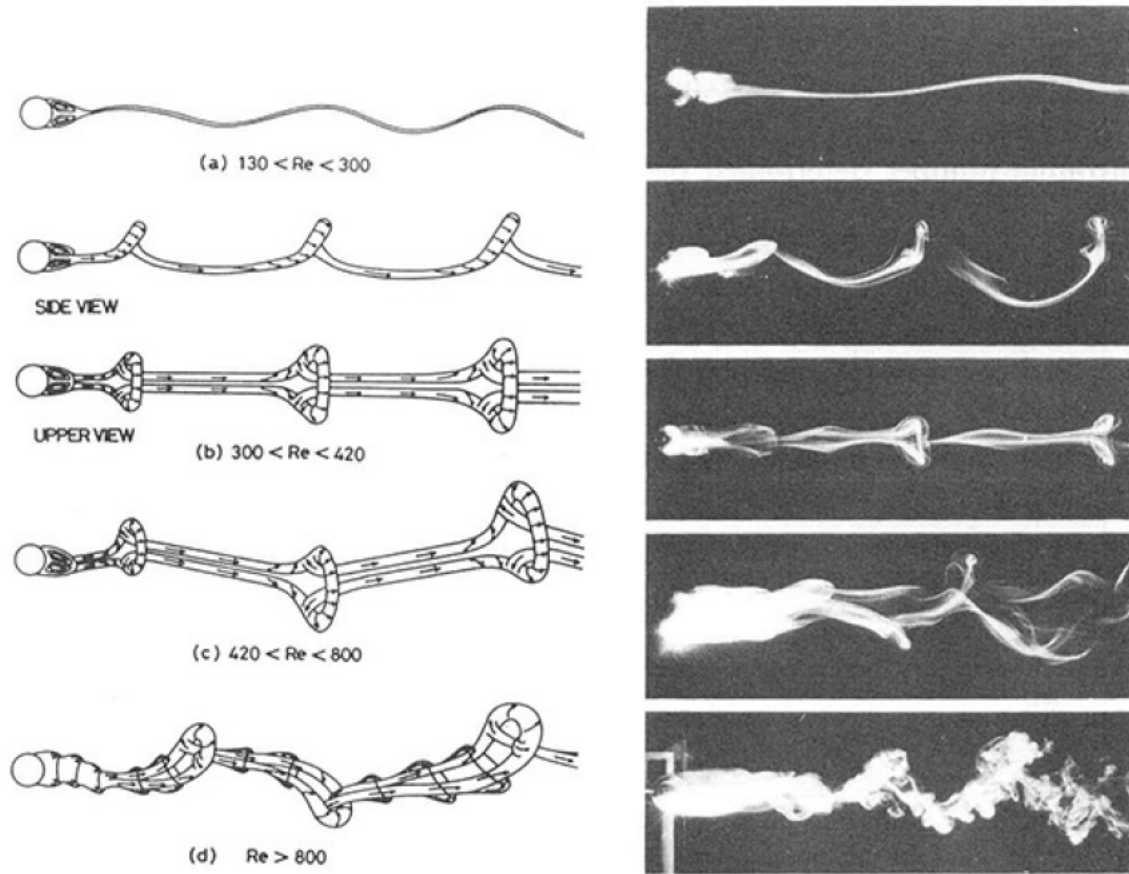 (a) 130 < Re < 300
SIDE VIEW
UPPER VIEW
(b) 300 < Re < 420
(c) 420 < Re < 800
(d) Re > 800